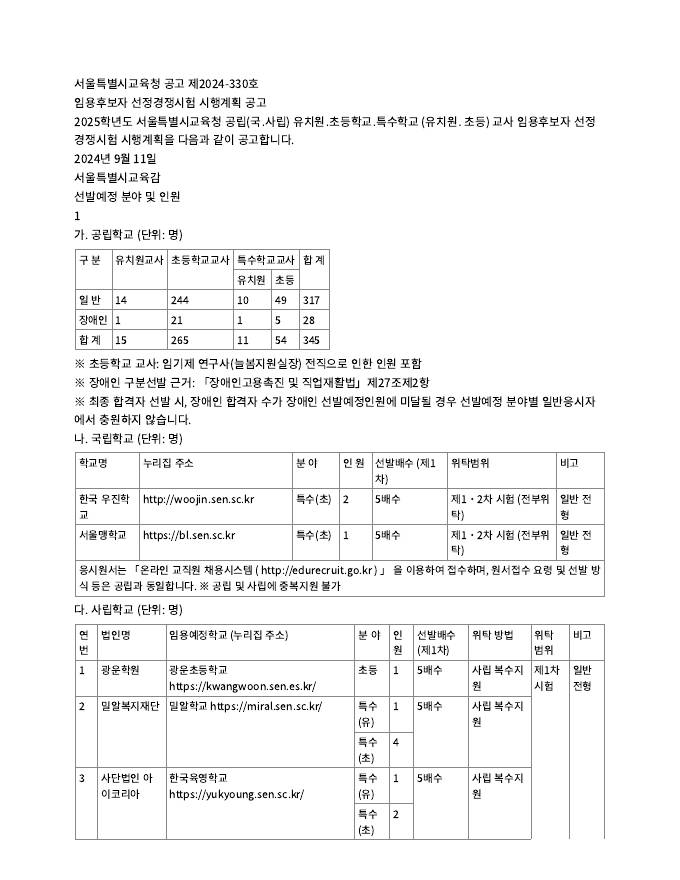 서울특별시교육청 공고 제2024-330호
임용후보자 선정경쟁시험 시행계획 공고
2025학년도 서울특별시교육청 공립(국.사립) 유치원.초등학교.특수학교 (유치원. 초등) 교사 임용후보자 선정
경쟁시험 시행계획을 다음과 같이 공고합니다.
2024년 9월 11일
서울특별시교육감
선발예정 분야 및 인원
1
가. 공립학교 (단위: 명)
구 분 유치원교사 초등학교교사 특수학교교사 합 계
유치원 초등
일 반 14 244 10 49 317
장애인 1 21 1 5 28
합 계 15 265 11 54 345
※ 초등학교 교사: 임기제 연구사(늘봄지원실장) 전직으로 인한 인원 포함
※ 장애인 구분선발 근거: 「장애인고용촉진 및 직업재활법」제27조제2항
※ 최종 합격자 선발 시, 장애인 합격자 수가 장애인 선발예정인원에 미달될 경우 선발예정 분야별 일반응시자
에서 충원하지 않습니다.
나. 국립학교 (단위: 명)
학교명 누리집 주소 분 야 인 원 선발배수 (제1 위탁범위 비고
차)
한국 우진학 http://woojin.sen.sc.kr 특수(초) 2 5배수 제1・2차 시험 (전부위 일반 전
교 탁) 형
서울맹학교 https://bl.sen.sc.kr 특수(초) 1 5배수 제1・2차 시험 (전부위 일반 전
탁) 형
응시원서는 「온라인 교직원 채용시스템 ( http://edurecruit.go.kr ) 」 을 이용하여 접수하며, 원서접수 요령 및 선발 방
식 등은 공립과 동일합니다. ※ 공립 및 사립에 중복지원 불가
다. 사립학교 (단위: 명)
연 법인명 임용예정학교 (누리집 주소) 분 야 인 선발배수 위탁 방법 위탁 비고
번 원 (제1차) 범위
1 광운학원 광운초등학교 초등 1 5배수 사립 복수지 제1차 일반
https://kwangwoon.sen.es.kr/ 원 시험 전형
2 밀알복지재단 밀알학교 https://miral.sen.sc.kr/ 특수 1 5배수 사립 복수지
(유) 원
특수 4
(초)
3 사단법인 아 한국육영학교 특수 1 5배수 사립 복수지
이코리아 https://yukyoung.sen.sc.kr/ (유) 원
특수 2
(초)